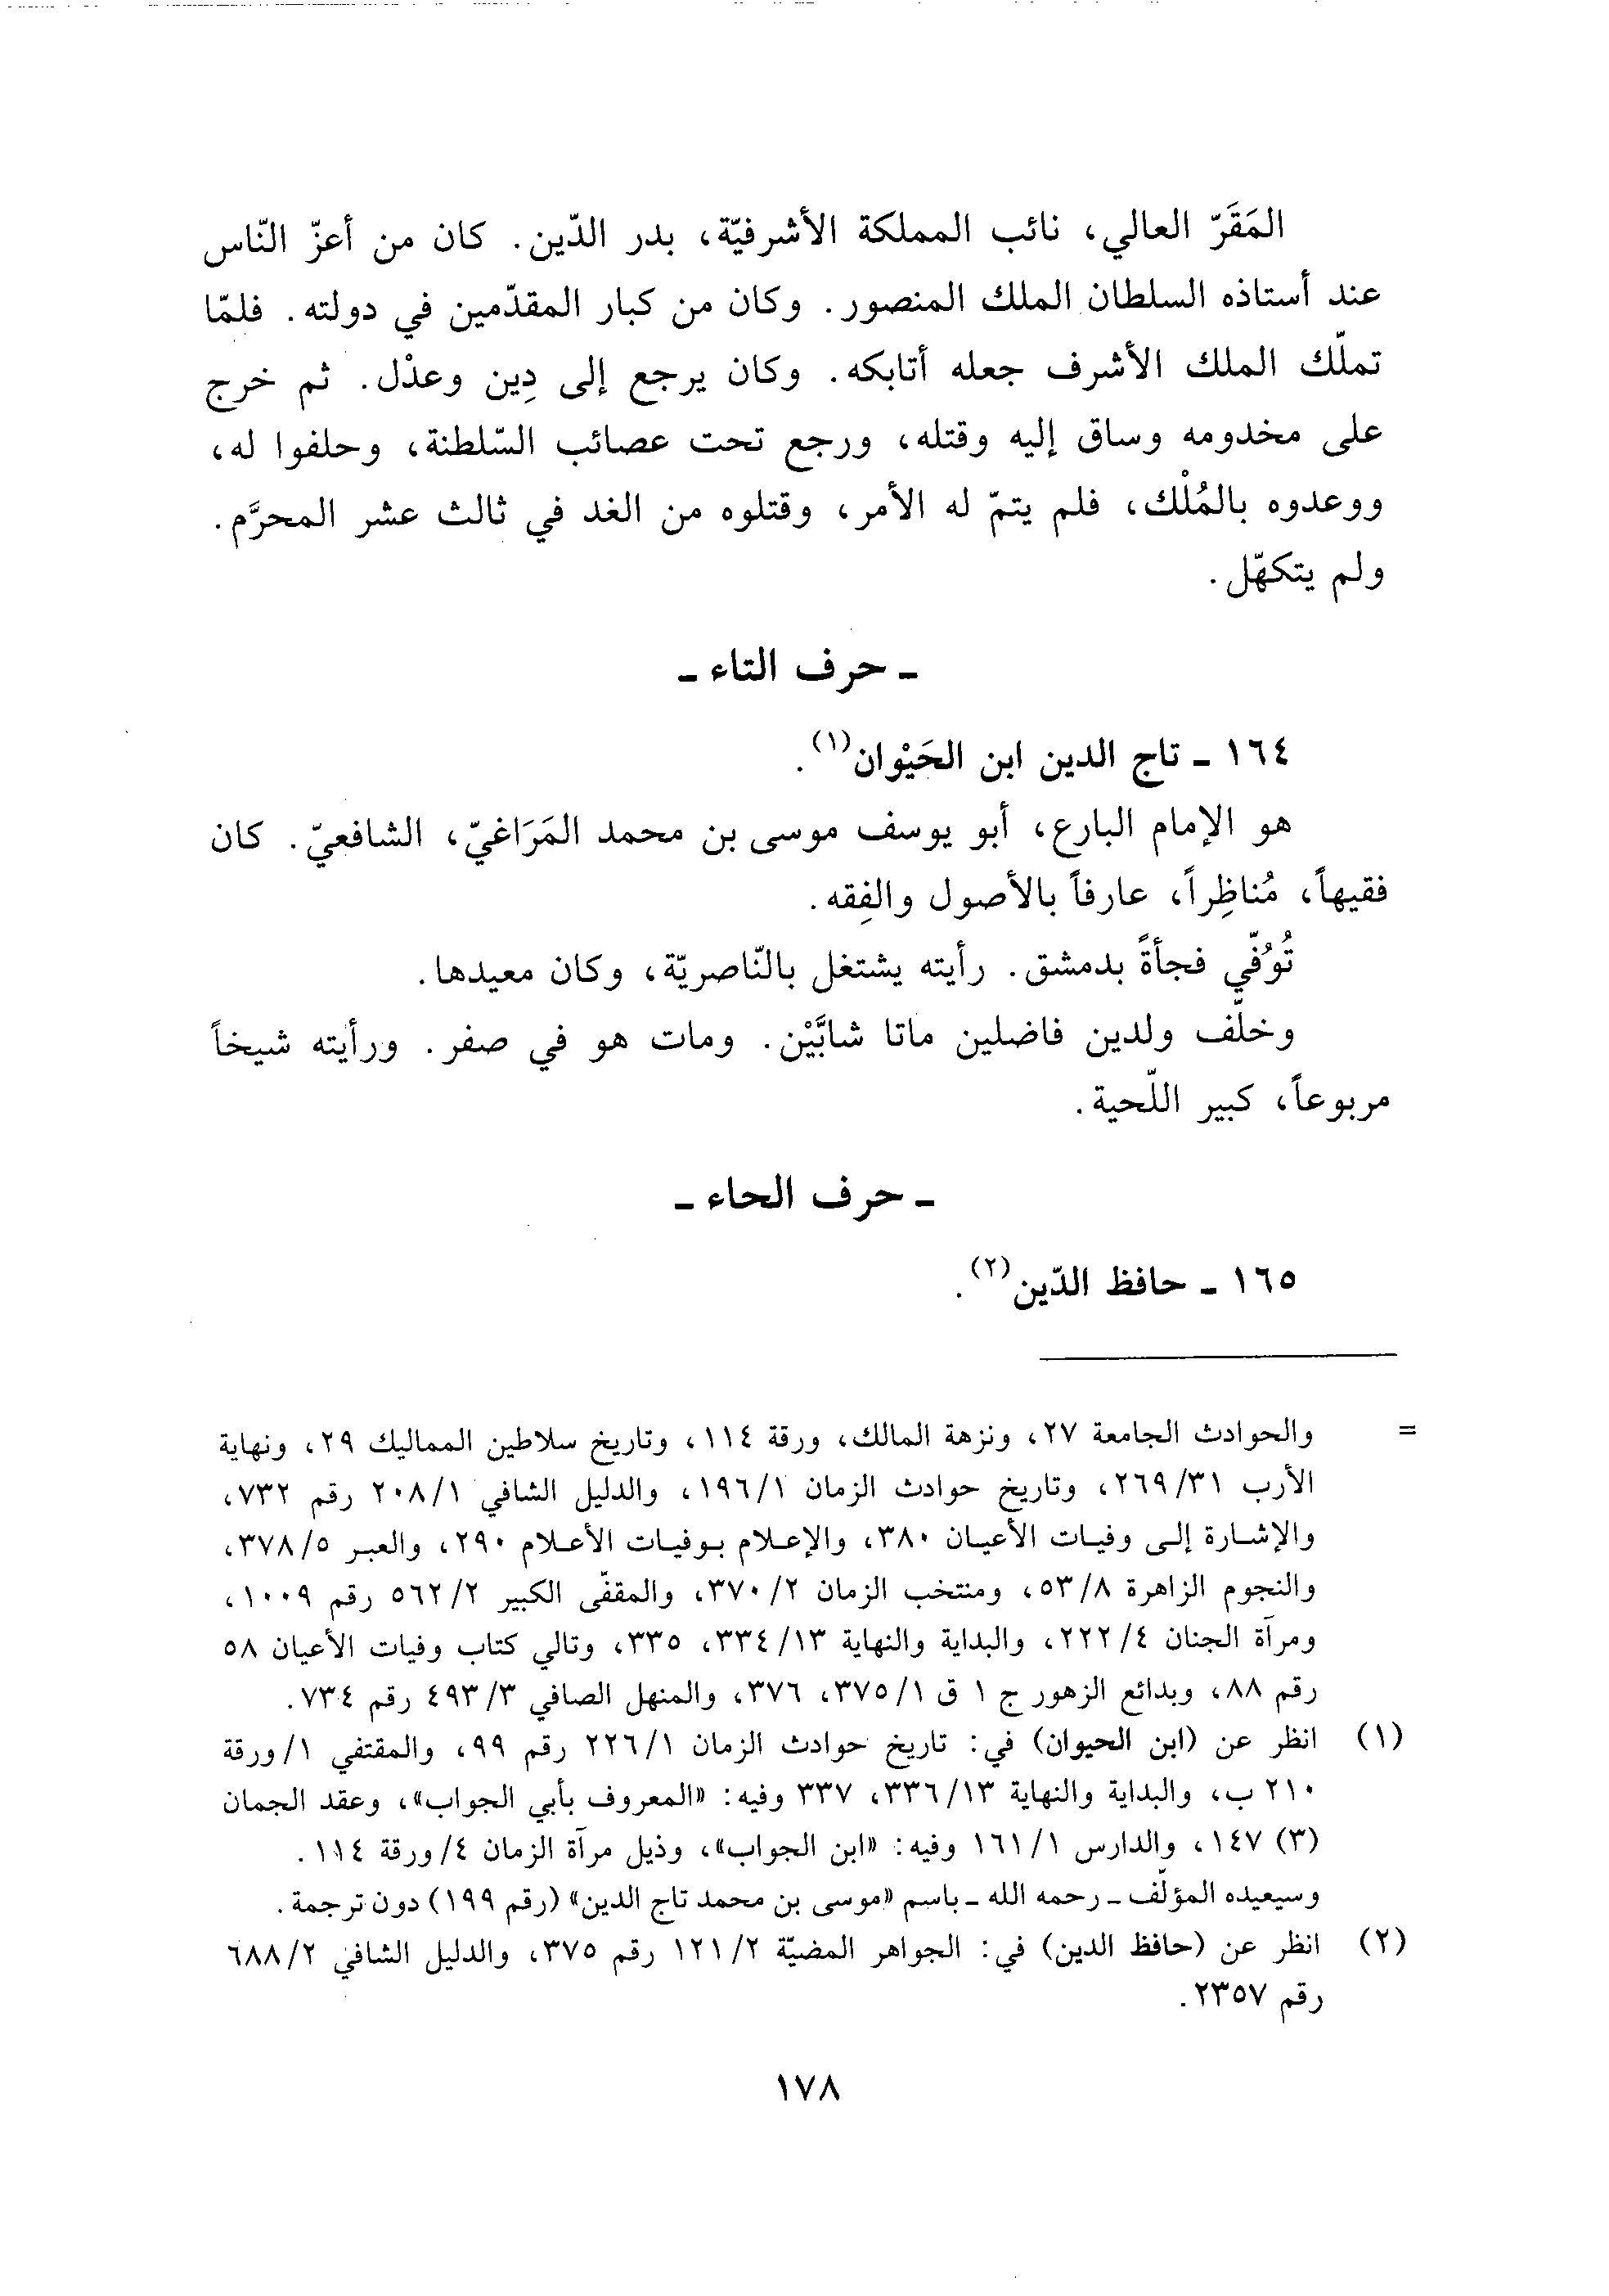 المَقَرّ العالي، نائب المملكة الأشرفيّة، بدر الدّين. كان من أعزّ النّاس
عند أستاذه السلطان الملك المنصور. وكان من كبار المقدّمين في دولته. فلمّا
تملّك الملك الأشرف جعله أتابكه. وكان يرجع إلى دِين وعدْل. ثم خرج
على مخدومه وساق إليه وقتله، ورجع تحت عصائب السّلطنة، وحلفوا له،
ووعدوه بالمُلْك، فلم يتمّ له الأمر، وقتلوه من الغد في ثالث عشر المحرَّم.
ولم يتكهّل.
ـ حرف التاء ـ
١٦٤ ـ تاج الدين ابن الحَيْوان(١).
هو الإمام البارع، أبو يوسف موسى بن محمد المَرَاغيّ، الشافعيّ. كان
فقيهاً، مُناظِراً، عارفاً بالأصول والفِقه.
تُوُفّي فجأةً بدمشق. رأيته يشتغل بالنّاصريّة، وكان معيدها.
وخلّف ولدين فاضلين ماتا شابَّيْن. ومات هو في صفر. ورأيته شيخاً
مربوعاً، كبير اللّحية.
ـ حرف الحاء ـ
١٦٥ ـ حافظ الدّين(٢).
= والحوادث الجامعة ٢٧، ونزهة المالك، ورقة ١١٤، وتاريخ سلاطين المماليك ٢٩، ونهاية
الأرب ٢٦٩/٣١، وتاريخ حوادث الزمان ١٩٦/١، والدليل الشافي ٢٠٨/١ رقم ٧٣٢،
والإشارة إلى وفيات الأعيان ٣٨٠، والإعلام بوفيات الأعلام ٢٩٠، والعبر ٣٧٨/٥،
والنجوم الزاهرة ٥٣/٨، ومنتخب الزمان ٣٧٠/٢، والمقفّى الكبير ٥٦٢/٢ رقم ١٠٠٩،
ومرآة الجنان ٢٢٢/٤، والبداية والنهاية ٣٣٤/١٣، ٣٣٥، وتالي كتاب وفيات الأعيان ٥٨
رقم ٨٨، وبدائع الزهور ج ١ ق ٣٧٥/١، ٣٧٦، والمنهل الصافي ٤٩٣/٣ رقم ٧٣٤.
(١) انظر عن (ابن الحيوان) في: تاريخ حوادث الزمان ٢٢٦/١ رقم ٩٩، والمقتفي ١/ورقة
٢١٠ ب، والبداية والنهاية ٣٣٦/١٣، ٣٣٧ وفيه: «المعروف بأبي الجواب»، وعقد الجمان
(٣) ١٤٧، والدارس ١٦١/١ وفيه: «ابن الجواب»، وذيل مرآة الزمان ٤/ورقة ١١٤.
وسيعيده المؤلّف ـ رحمه الله ـ باسم «موسى بن محمد تاج الدين» (رقم ١٩٩) دون ترجمة.
(٢) انظر عن (حافظ الدين) في: الجواهر المضيّة ١٢١/٢ رقم ٣٧٥، والدليل الشافي ٦٨٨/٢
رقم ٢٣٥٧.
١٧٨